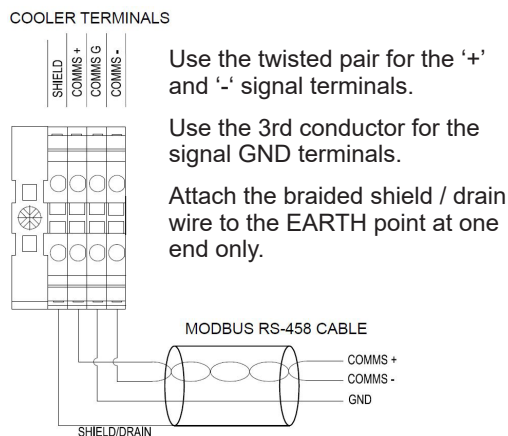 COOLER TERMINALS
SHIELD
COMMS +
COMMS G
COMMS -
Use the twisted pair for the ‘+’
and ‘-‘ signal terminals.
Use the 3rd conductor for the
signal GND terminals.
Attach the braided shield / drain
wire to the EARTH point at one
end only.
MODBUS RS-458 CABLE
COMMS +
COMMS -
GND
SHIELD/DRAIN